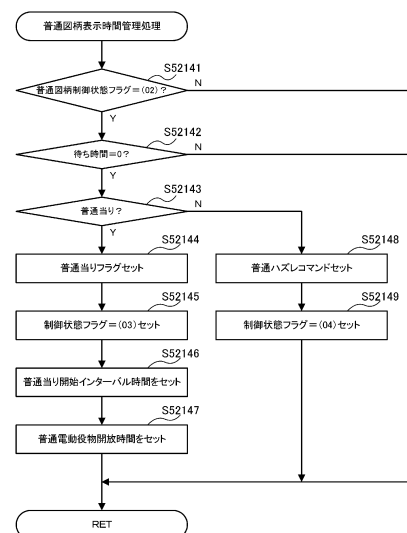 普通図柄表示時間管理処理
S52141
普通図柄制御状態フラグ=(02)?
N
Y
S52142
待ち時間=0?
N
Y
S52143
普通当り?
N
Y
S52144
普通当りフラグセット
S52148
普通ハズレコマンドセット
S52145
制御状態フラグ=(03)セット
S52149
制御状態フラグ=(04)セット
S52146
普通当り開始インターバル時間をセット
S52147
普通電動役物開放時間をセット
RET